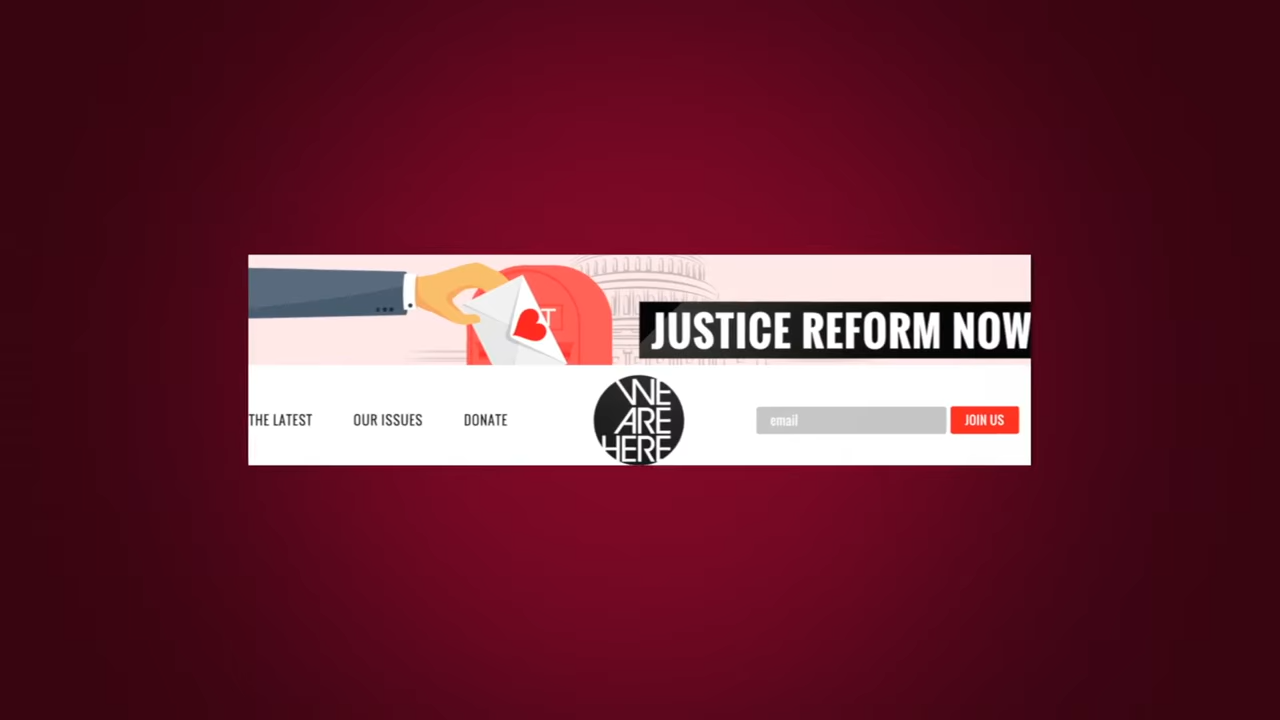 JUSTICE REFORM NOW
THE LATEST
OUR ISSUES
DONATE
WE
ARE
HERE
email
JOIN US